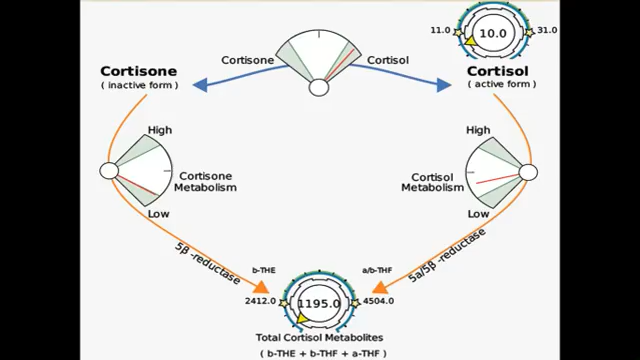 11.0 10.0 31.0
Cortisone Cortisol
Cortisone Cortisol
( inactive form ) ( active form )
High High
Cortisone Cortisol
Metabolism Metabolism
Low Low
5β -reductase 5a/5β -reductase
b-THE a/b-THF
2412.0 1195.0 4504.0
Total Cortisol Metabolites
( b-THE + b-THF + a-THF )